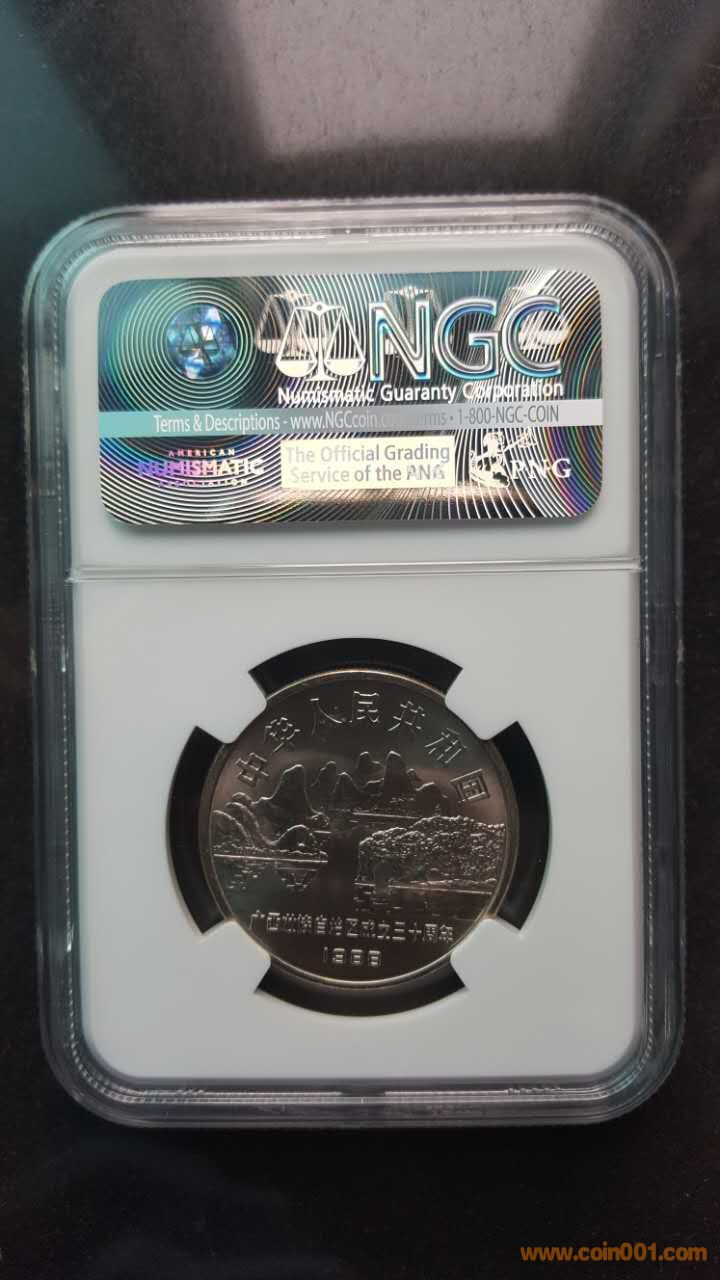 NGC
Numismatic Guaranty Corporation
Terms & Descriptions - www.NGCcoin.com/terms • 1-800-NGC-COIN
AMERICAN
NUMISMATIC
ASSOCIATION
The Official Grading
Service of the PNG
PNG
中华人民共和国
广西壮族自治区成立三十周年
1988
www.coin001.com